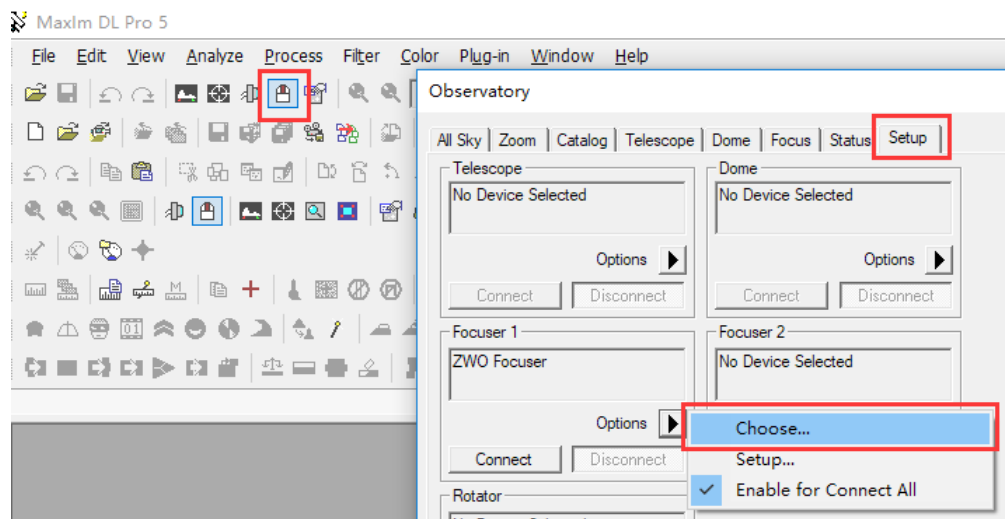 MaxIm DL Pro 5
File Edit View Analyze Process Filter Color Plug-in Window Help
Observatory
All Sky Zoom Catalog Telescope Dome Focus Status Setup
Telescope
No Device Selected
Options
Connect Disconnect
Dome
No Device Selected
Options
Connect Disconnect
Focuser 1
ZWO Focuser
Options
Connect Disconnect
Focuser 2
No Device Selected
Choose...
Setup...
Enable for Connect All
Rotator